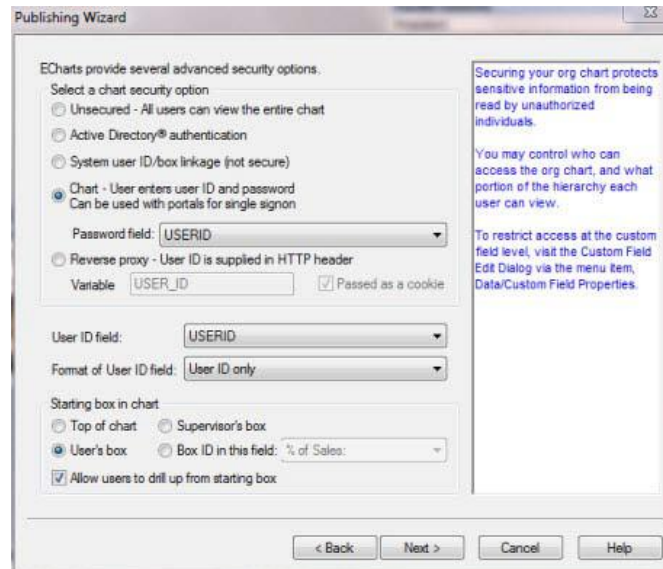 Publishing Wizard
ECharts provide several advanced security options.
Select a chart security option
Unsecured - All users can view the entire chart
Active Directory® authentication
System user ID/box linkage (not secure)
Chart - User enters user ID and password
Can be used with portals for single signon
Password field: USERID
Reverse proxy - User ID is supplied in HTTP header
Variable USER_ID Passed as a cookie
User ID field: USERID
Format of User ID field: User ID only
Starting box in chart
Top of chart Supervisor's box
User's box Box ID in this field: % of Sales:
Allow users to drill up from starting box
Securing your org chart protects
sensitive information from being
read by unauthorized
individuals.
You may control who can
access the org chart, and what
portion of the hierarchy each
user can view.
To restrict access at the custom
field level, visit the Custom Field
Edit Dialog via the menu item,
Data/Custom Field Properties.
< Back Next > Cancel Help